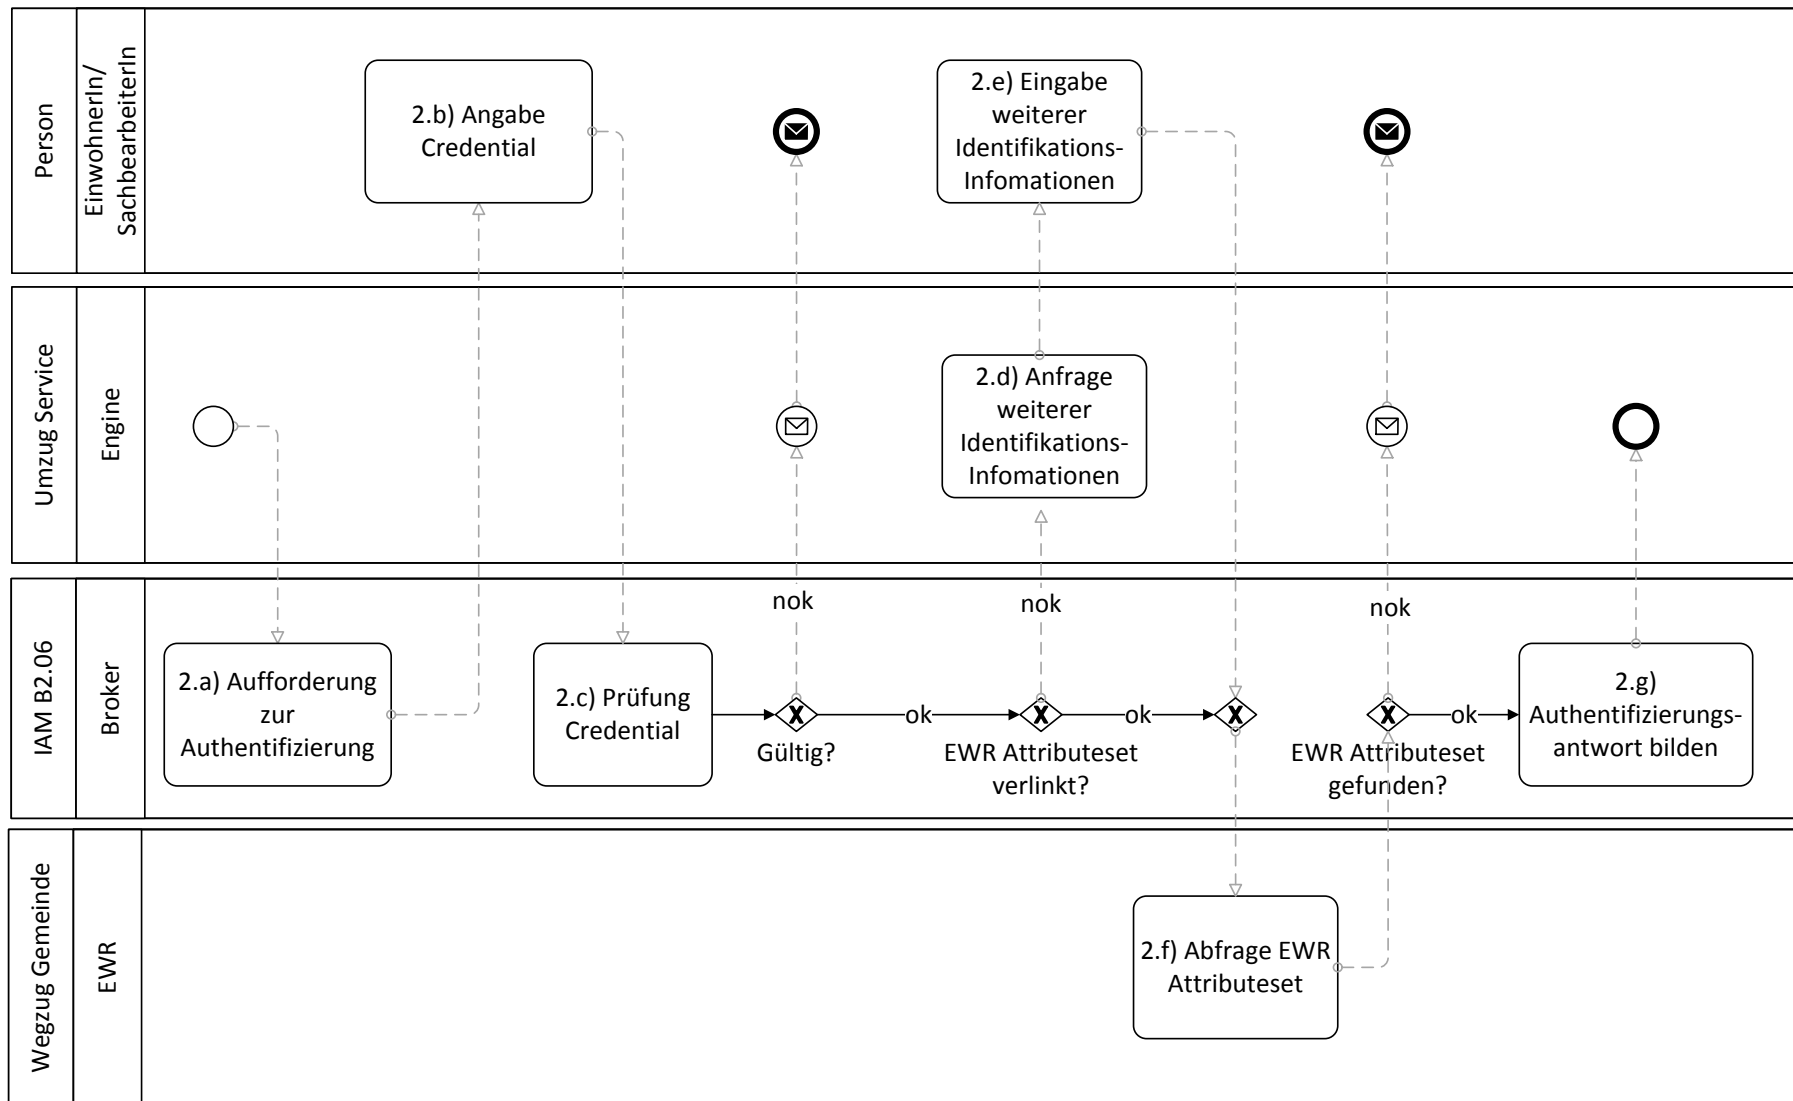 Person
EinwohnerIn/
SachbearbeiterIn
2.b) Angabe
Credential
2.e) Eingabe
weiterer
Identifikations-
Infomationen
Umzug Service
Engine
2.d) Anfrage
weiterer
Identifikations-
Infomationen
IAM B2.06
Broker
2.a) Aufforderung
zur
Authentifizierung
2.c) Prüfung
Credential
nok
X
Gültig?
ok
nok
X
EWR Attributeset
verlinkt?
ok
X
nok
X
EWR Attributeset
gefunden?
ok
2.g)
Authentifizierungs-
antwort bilden
Wegzug Gemeinde
EWR
2.f) Abfrage EWR
Attributeset